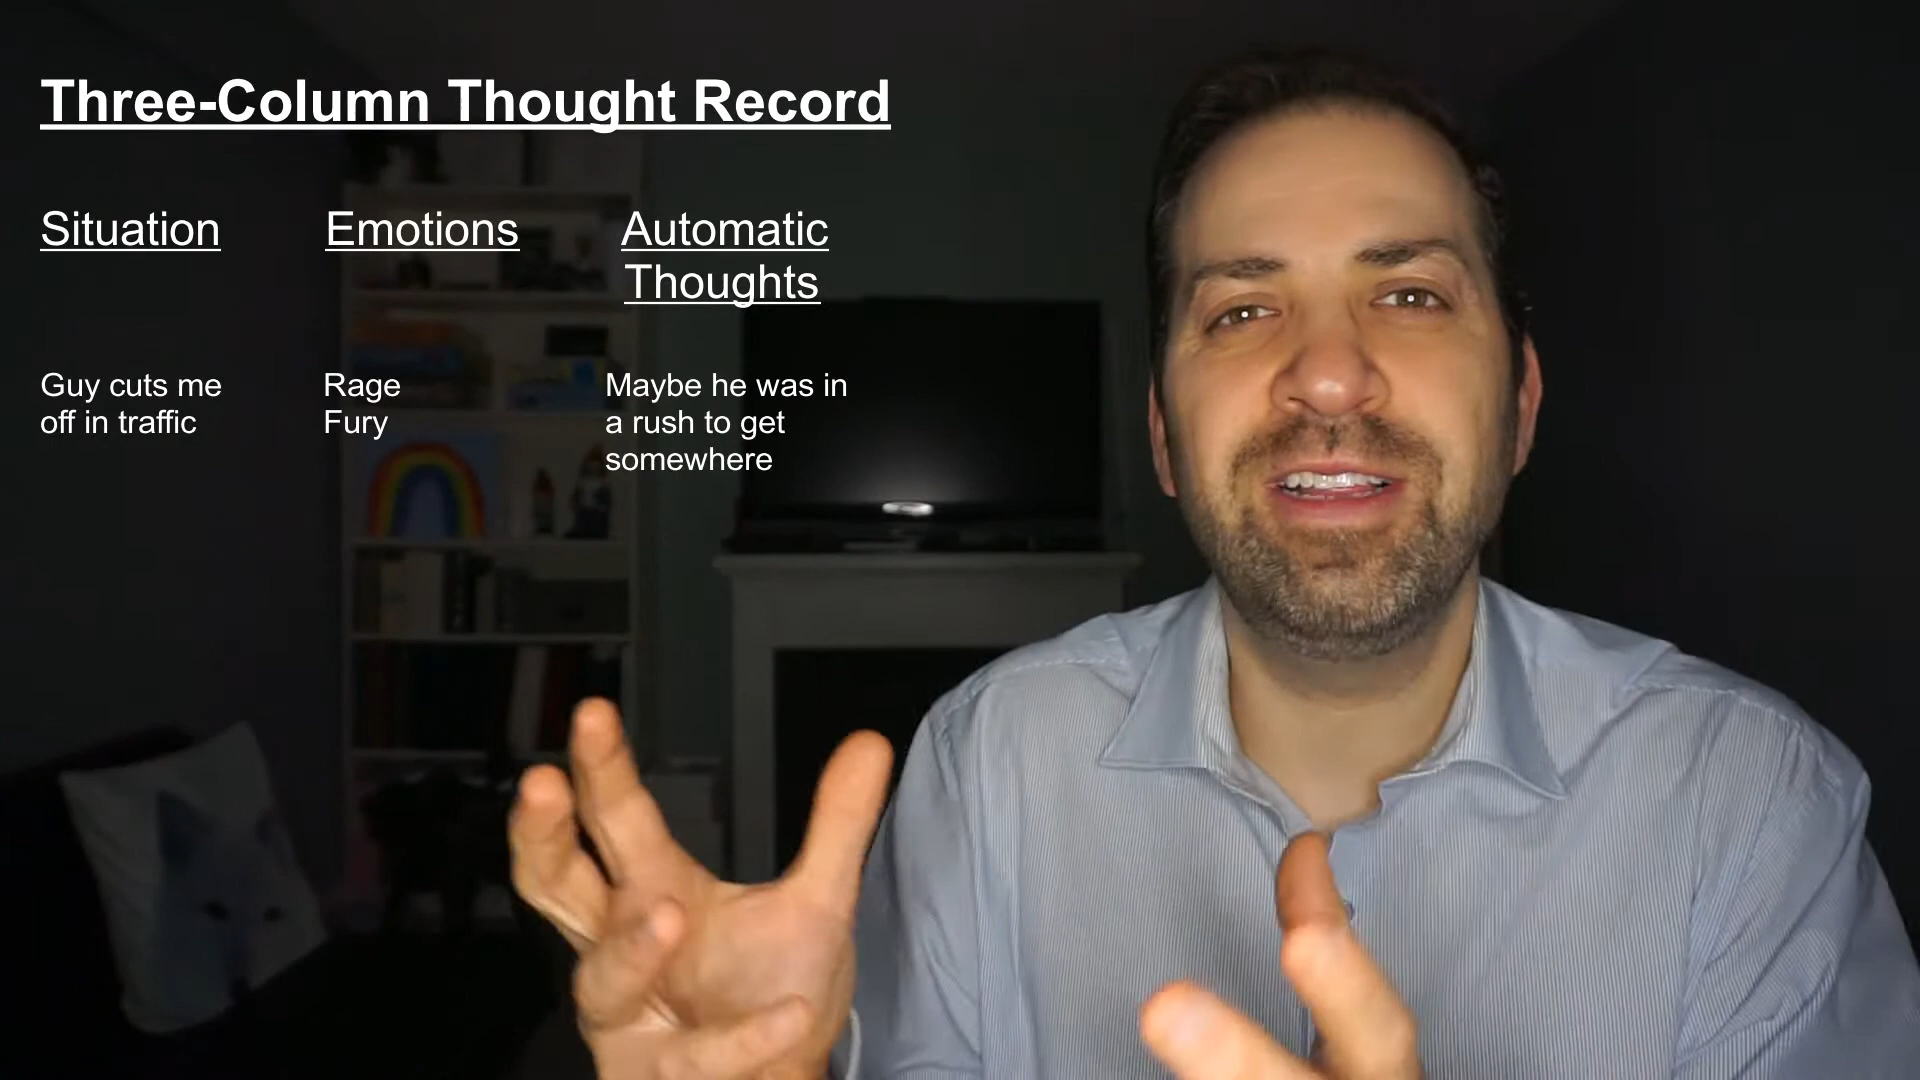 Three-Column Thought Record
Situation
Emotions
Automatic
Thoughts
Guy cuts me
off in traffic
Rage
Fury
Maybe he was in
a rush to get
somewhere